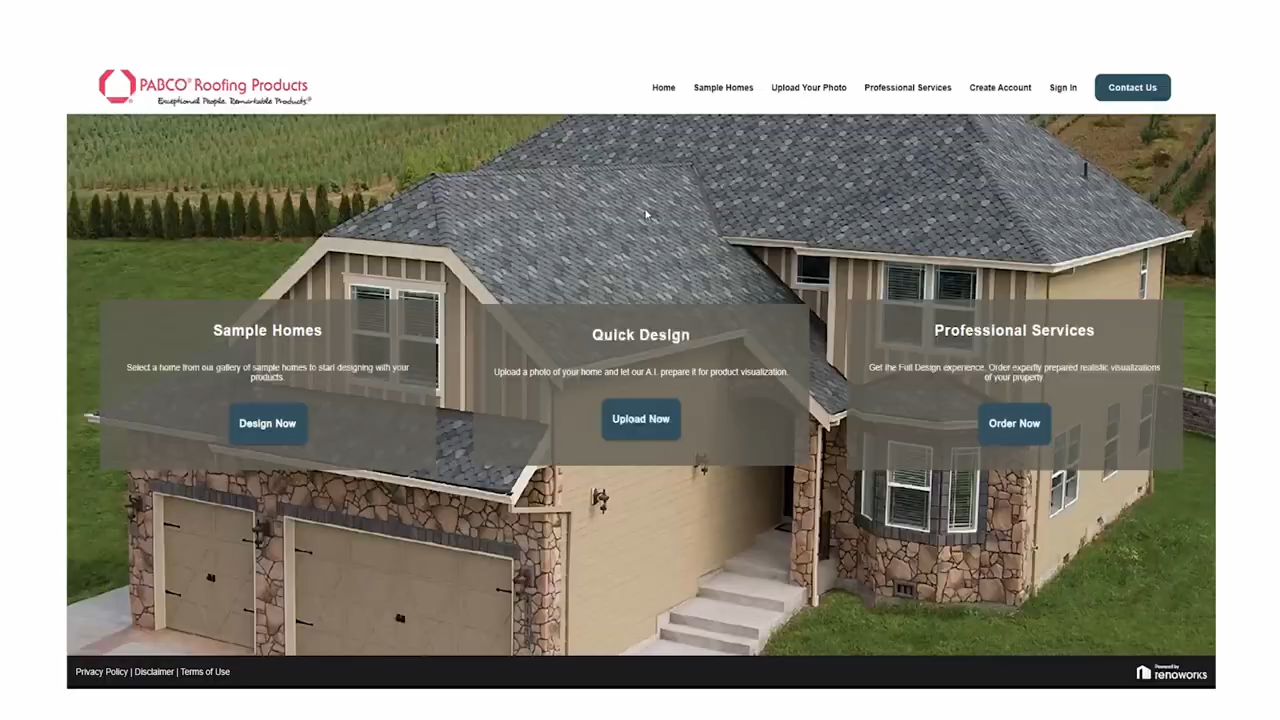 PABCO® Roofing Products
Exceptional People. Remarkable Products.®
Home
Sample Homes
Upload Your Photo
Professional Services
Create Account
Sign In
Contact Us
Sample Homes
Select a home from our gallery of sample homes to start designing with your
products.
Design Now
Quick Design
Upload a photo of your home and let our A.I. prepare it for product visualization.
Upload Now
Professional Services
Get the Full Design experience. Order expertly prepared realistic visualizations
of your property
Order Now
Privacy Policy | Disclaimer | Terms of Use
Powered by
renoworks